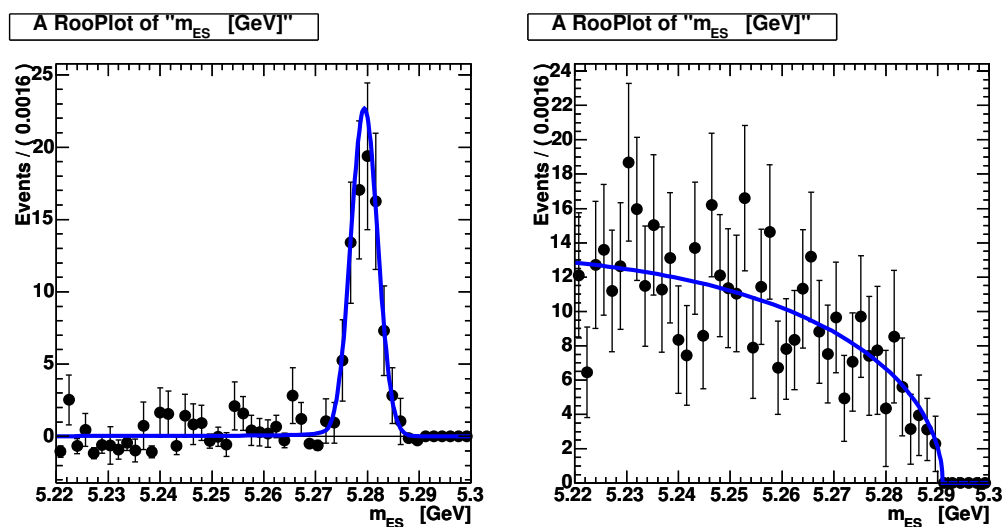 A RooPlot of "m_ES [GeV]"
Events / ( 0.0016 )
25
20
15
10
5
0
5.22 5.23 5.24 5.25 5.26 5.27 5.28 5.29 5.3
m_ES [GeV]
A RooPlot of "m_ES [GeV]"
Events / ( 0.0016 )
24
22
20
18
16
14
12
10
8
6
4
2
0
5.22 5.23 5.24 5.25 5.26 5.27 5.28 5.29 5.3
m_ES [GeV]